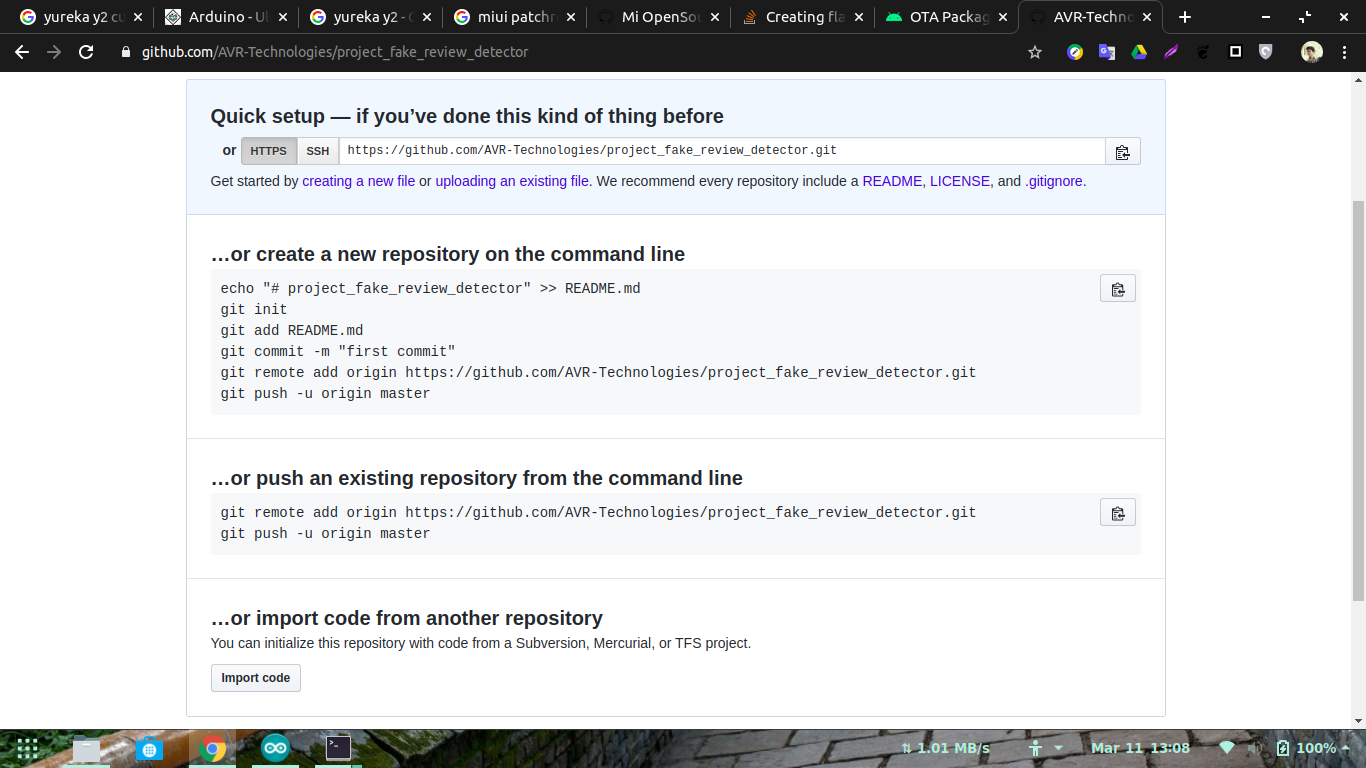 yureka y2 cu
Arduino - Ul
yureka y2 - G
miui patchr
Mi OpenSou
Creating fla
OTA Packag
AVR-Techno
github.com/AVR-Technologies/project_fake_review_detector
Quick setup — if you’ve done this kind of thing before
or HTTPS SSH https://github.com/AVR-Technologies/project_fake_review_detector.git
Get started by creating a new file or uploading an existing file. We recommend every repository include a README, LICENSE, and .gitignore.
…or create a new repository on the command line
echo "# project_fake_review_detector" >> README.md
git init
git add README.md
git commit -m "first commit"
git remote add origin https://github.com/AVR-Technologies/project_fake_review_detector.git
git push -u origin master
…or push an existing repository from the command line
git remote add origin https://github.com/AVR-Technologies/project_fake_review_detector.git
git push -u origin master
…or import code from another repository
You can initialize this repository with code from a Subversion, Mercurial, or TFS project.
Import code
1.01 MB/s Mar 11 13:08 100%